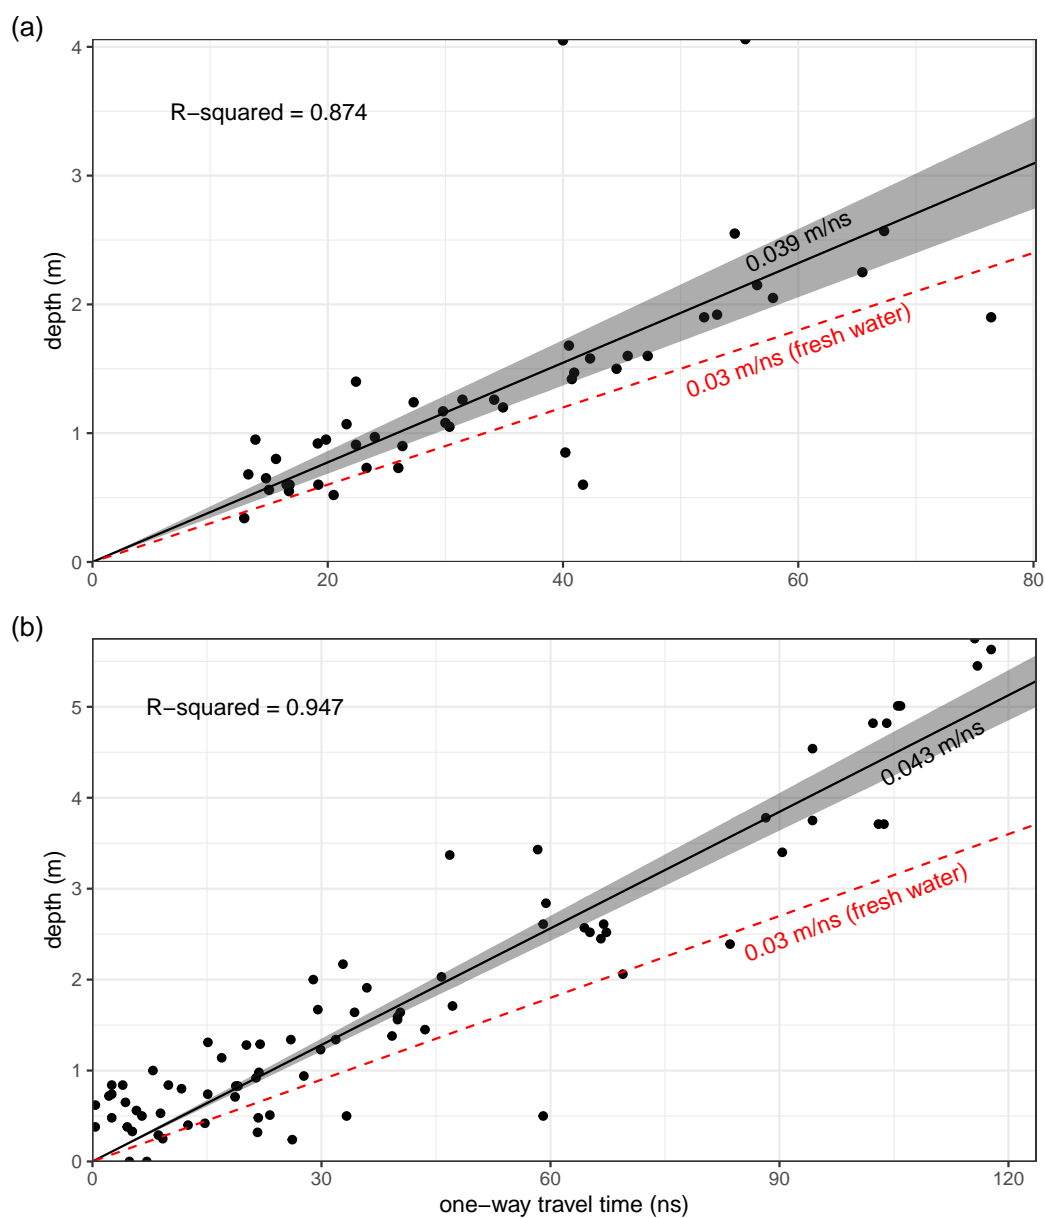 (a)
4
R−squared = 0.874
3
0.039 m/ns
depth (m)
2
0.03 m/ns (fresh water)
1
0
0 20 40 60 80
(b)
R−squared = 0.947
5
0.043 m/ns
4
depth (m)
3
0.03 m/ns (fresh water)
2
1
0
0 30 60 90 120
one−way travel time (ns)